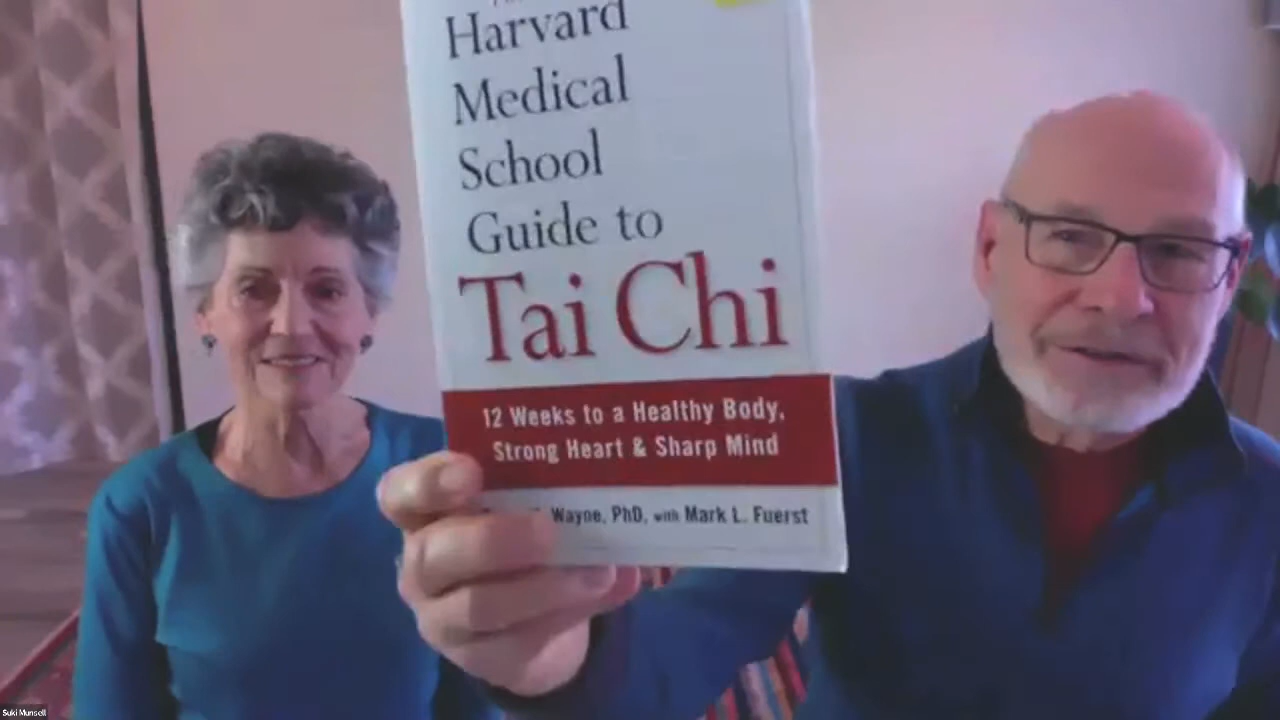 Harvard
Medical
School
Guide to
Tai Chi
12 Weeks to a Healthy Body,
Strong Heart & Sharp Mind
Wayne, PhD, with Mark L. Fuerst
Suki Munsell